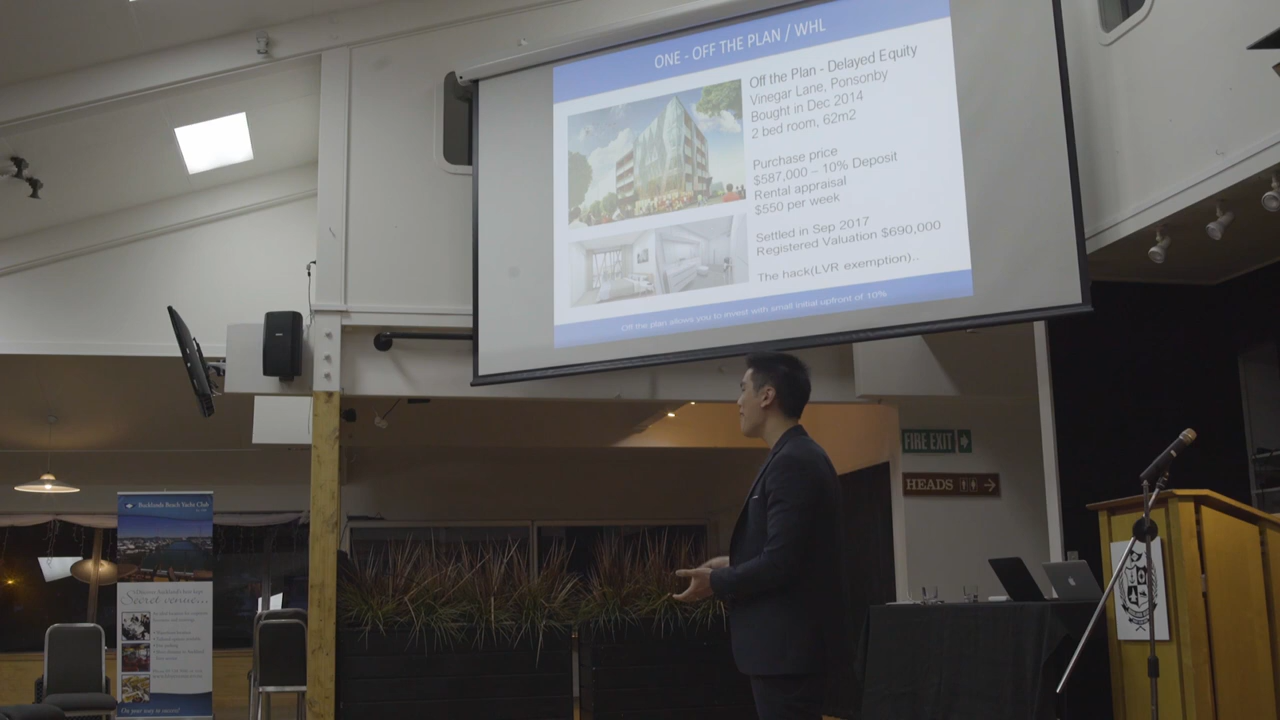 ONE - OFF THE PLAN / WHL
Off the Plan - Delayed Equity
Vinegar Lane, Ponsonby
Bought in Dec 2014
2 bed room, 62m2
Purchase price
$587,000 – 10% Deposit
Rental appraisal
$550 per week
Settled in Sep 2017
Registered Valuation $690,000
The hack(LVR exemption)..
Off the plan allows you to invest with small initial upfront of 10%
FIRE EXIT
HEADS
Bucklands Beach Yacht Club
Secret venue...